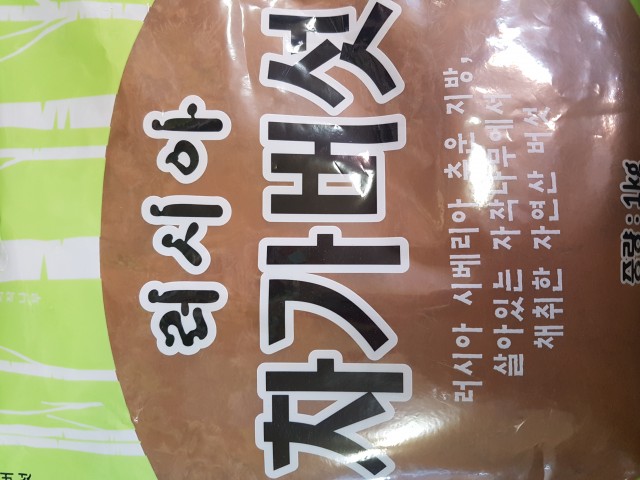 러시아
차가버섯
러시아 시베리아 추운 지방,
살아있는 자작나무에서
채취한 자연산 버섯
중량 : 1kg
버섯